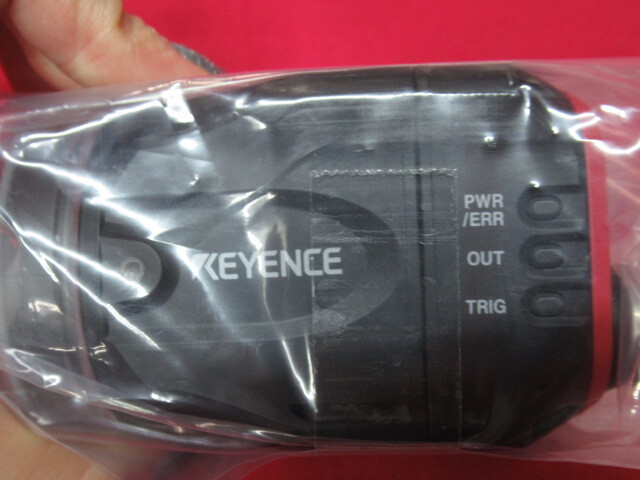 KEYENCE
PWR
/ERR
OUT
TRIG